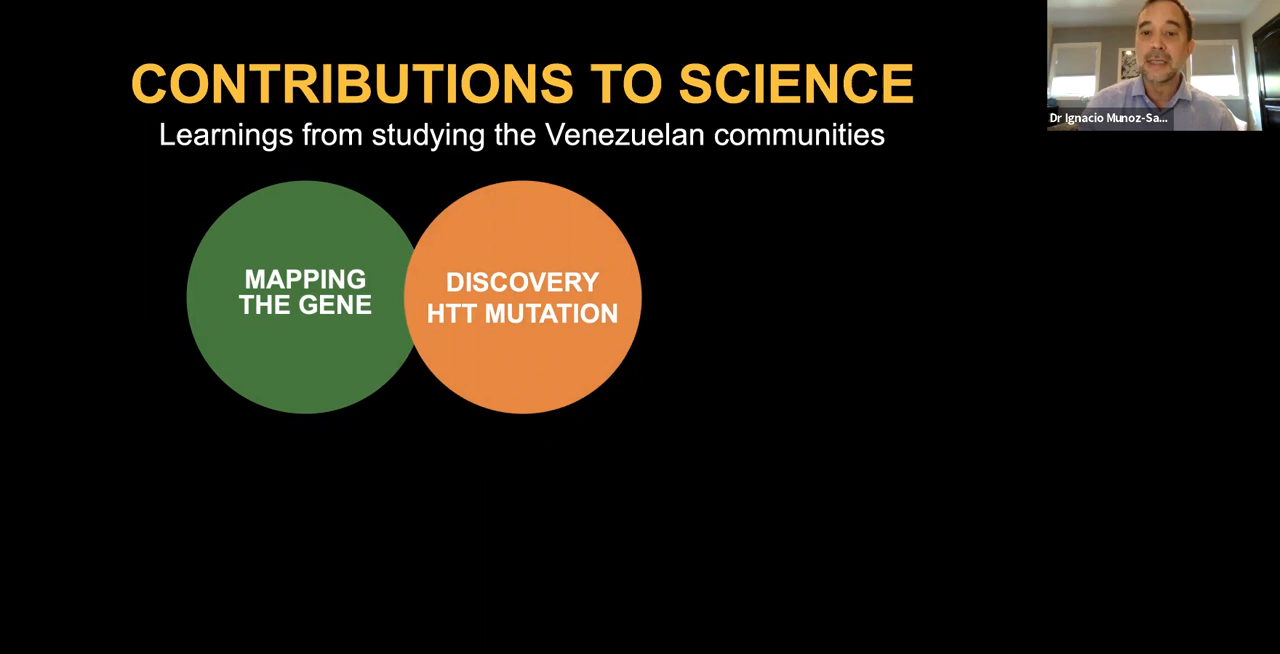 CONTRIBUTIONS TO SCIENCE
Learnings from studying the Venezuelan communities
MAPPING
THE GENE
DISCOVERY
HTT MUTATION
Dr Ignacio Munoz-Sa...